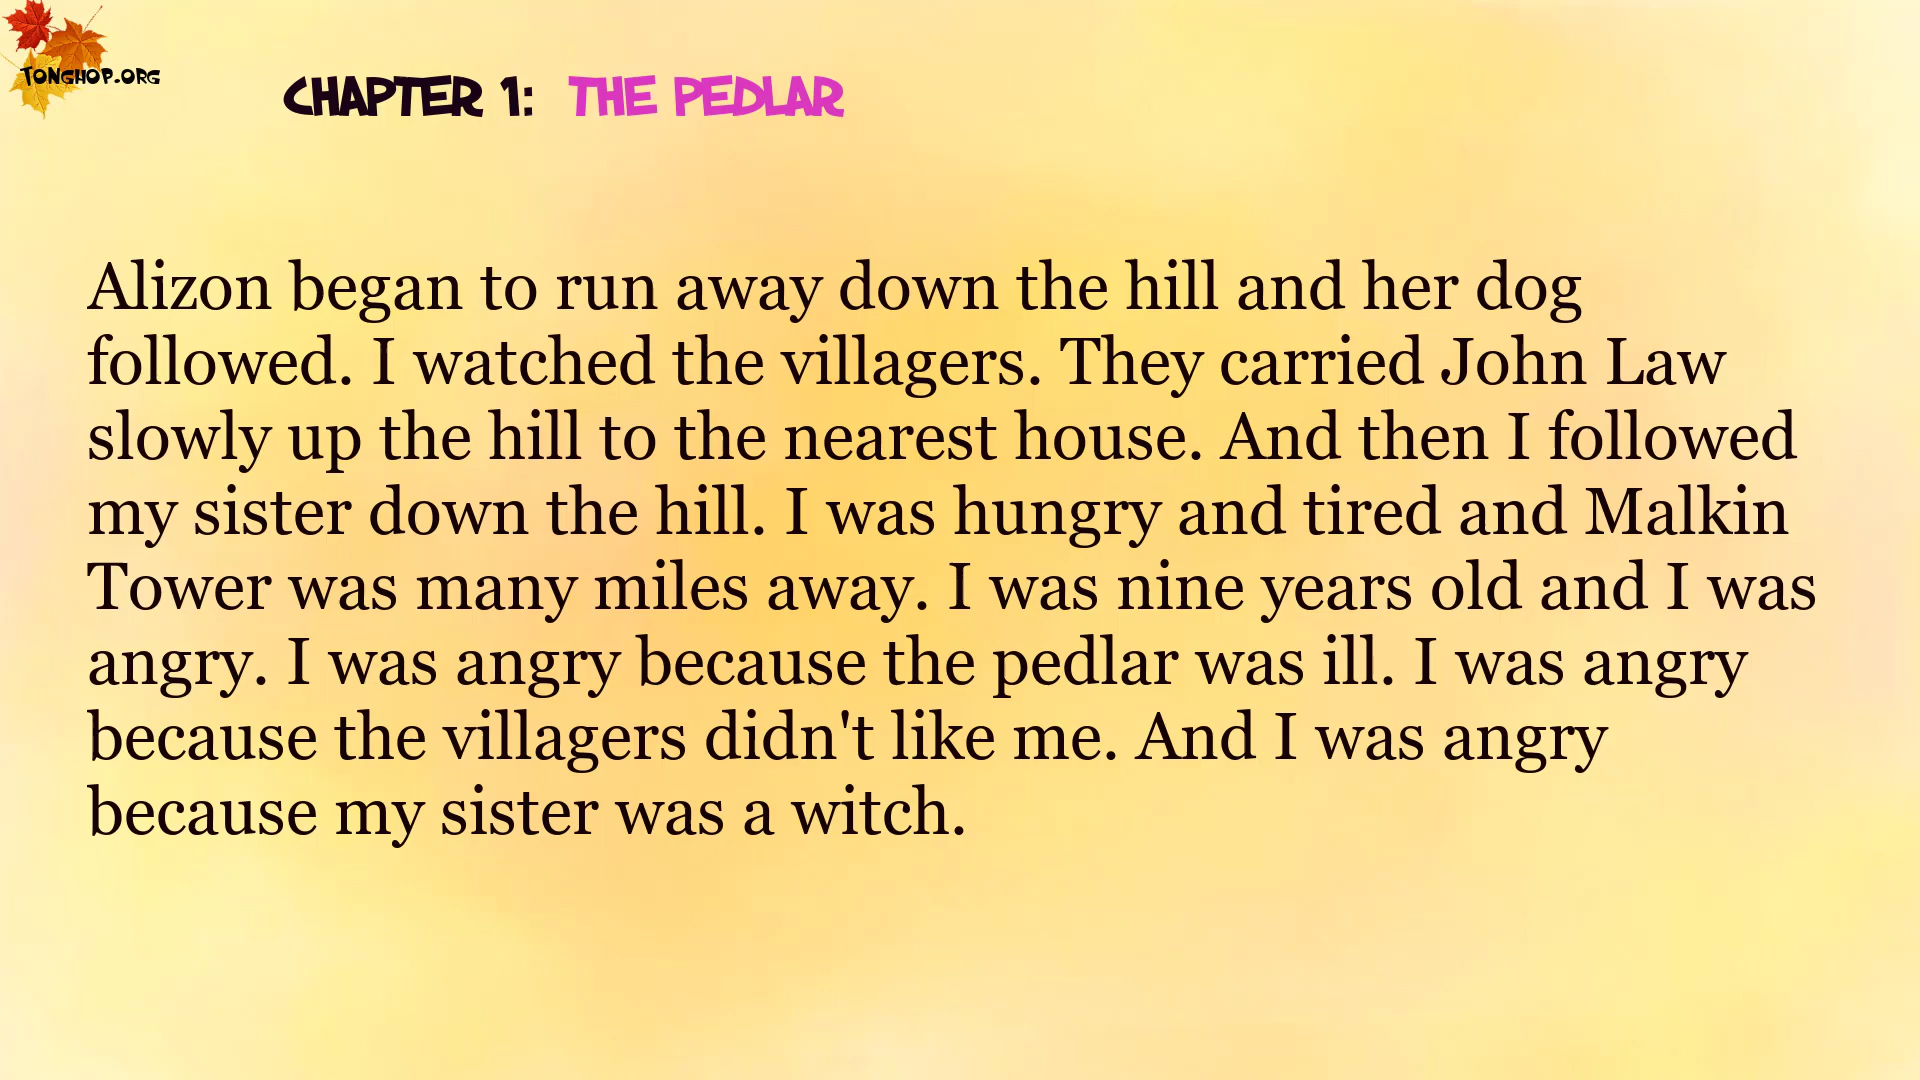 TONGHOP.ORG
CHAPTER 1: THE PEDLAR
Alizon began to run away down the hill and her dog
followed. I watched the villagers. They carried John Law
slowly up the hill to the nearest house. And then I followed
my sister down the hill. I was hungry and tired and Malkin
Tower was many miles away. I was nine years old and I was
angry. I was angry because the pedlar was ill. I was angry
because the villagers didn't like me. And I was angry
because my sister was a witch.